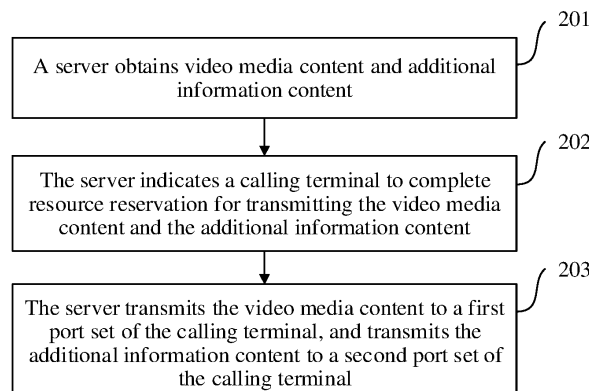 201
A server obtains video media content and additional
information content
202
The server indicates a calling terminal to complete
resource reservation for transmitting the video media
content and the additional information content
203
The server transmits the video media content to a first
port set of the calling terminal, and transmits the
additional information content to a second port set of
the calling terminal